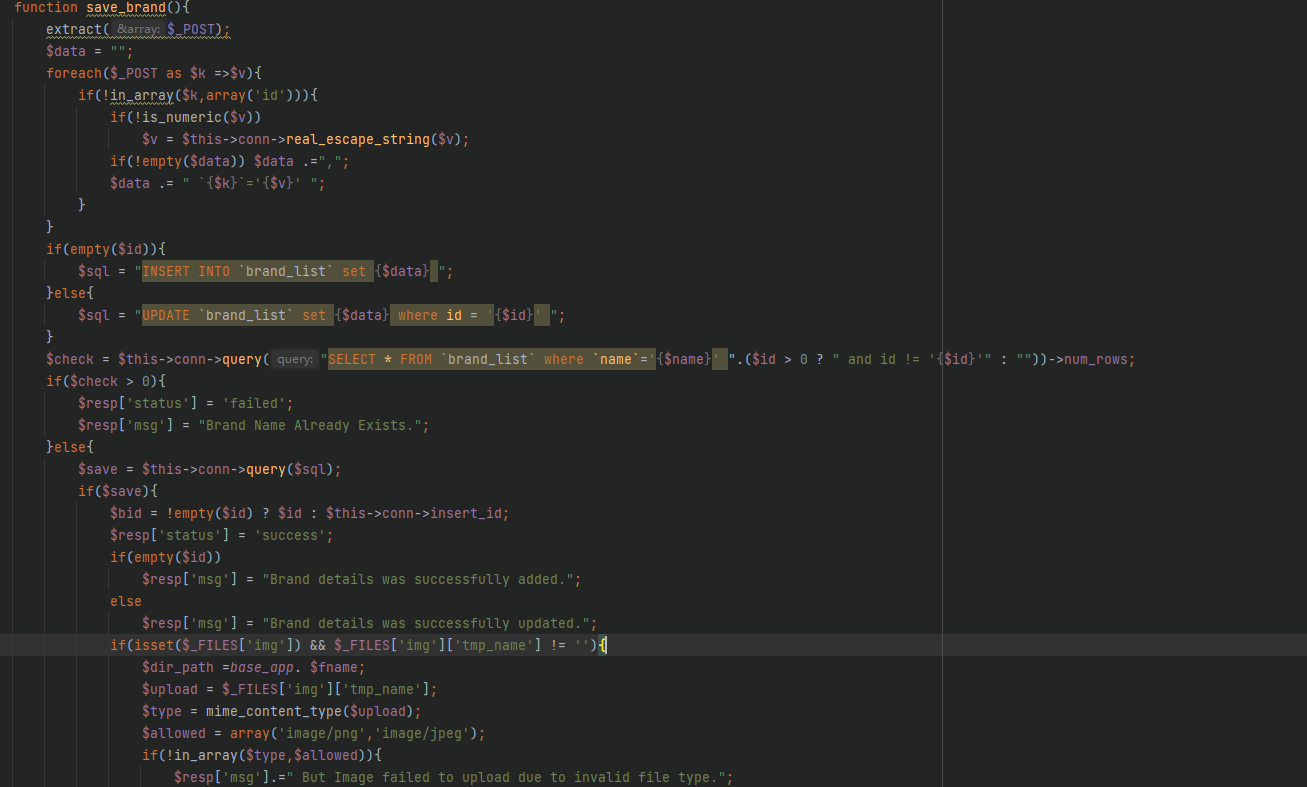 function save_brand(){
    extract( &array: $_POST);
    $data = "";
    foreach($_POST as $k =>$v){
        if(!in_array($k,array('id'))){
            if(!is_numeric($v))
                $v = $this->conn->real_escape_string($v);
            if(!empty($data)) $data .=",";
            $data .= " `{$k}`='{$v}' ";
        }
    }
    if(empty($id)){
        $sql = "INSERT INTO `brand_list` set {$data} ";
    }else{
        $sql = "UPDATE `brand_list` set {$data} where id = '{$id}' ";
    }
    $check = $this->conn->query( query: "SELECT * FROM `brand_list` where `name`='{$name}' ".($id > 0 ? " and id != '{$id}'" : ""))->num_rows;
    if($check > 0){
        $resp['status'] = 'failed';
        $resp['msg'] = "Brand Name Already Exists.";
    }else{
        $save = $this->conn->query($sql);
        if($save){
            $bid = !empty($id) ? $id : $this->conn->insert_id;
            $resp['status'] = 'success';
            if(empty($id))
                $resp['msg'] = "Brand details was successfully added.";
            else
                $resp['msg'] = "Brand details was successfully updated.";
            if(isset($_FILES['img']) && $_FILES['img']['tmp_name'] != ''){
                $dir_path =base_app. $fname;
                $upload = $_FILES['img']['tmp_name'];
                $type = mime_content_type($upload);
                $allowed = array('image/png','image/jpeg');
                if(!in_array($type,$allowed)){
                    $resp['msg'].=" But Image failed to upload due to invalid file type.";